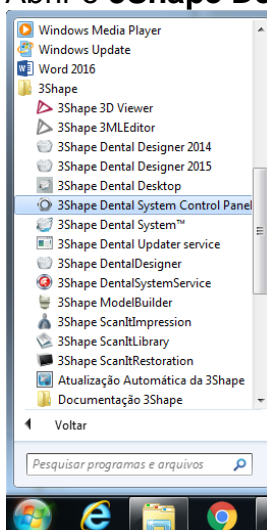 Abrir o 3Shape De
Windows Media Player
Windows Update
Word 2016
3Shape
3Shape 3D Viewer
3Shape 3MLEditor
3Shape Dental Designer 2014
3Shape Dental Designer 2015
3Shape Dental Desktop
3Shape Dental System Control Panel
3Shape Dental System™
3Shape Dental Updater service
3Shape DentalDesigner
3Shape DentalSystemService
3Shape ModelBuilder
3Shape ScanItImpression
3Shape ScanItLibrary
3Shape ScanItRestoration
Atualização Automática da 3Shape
Documentação 3Shape
Voltar
Pesquisar programas e arquivos